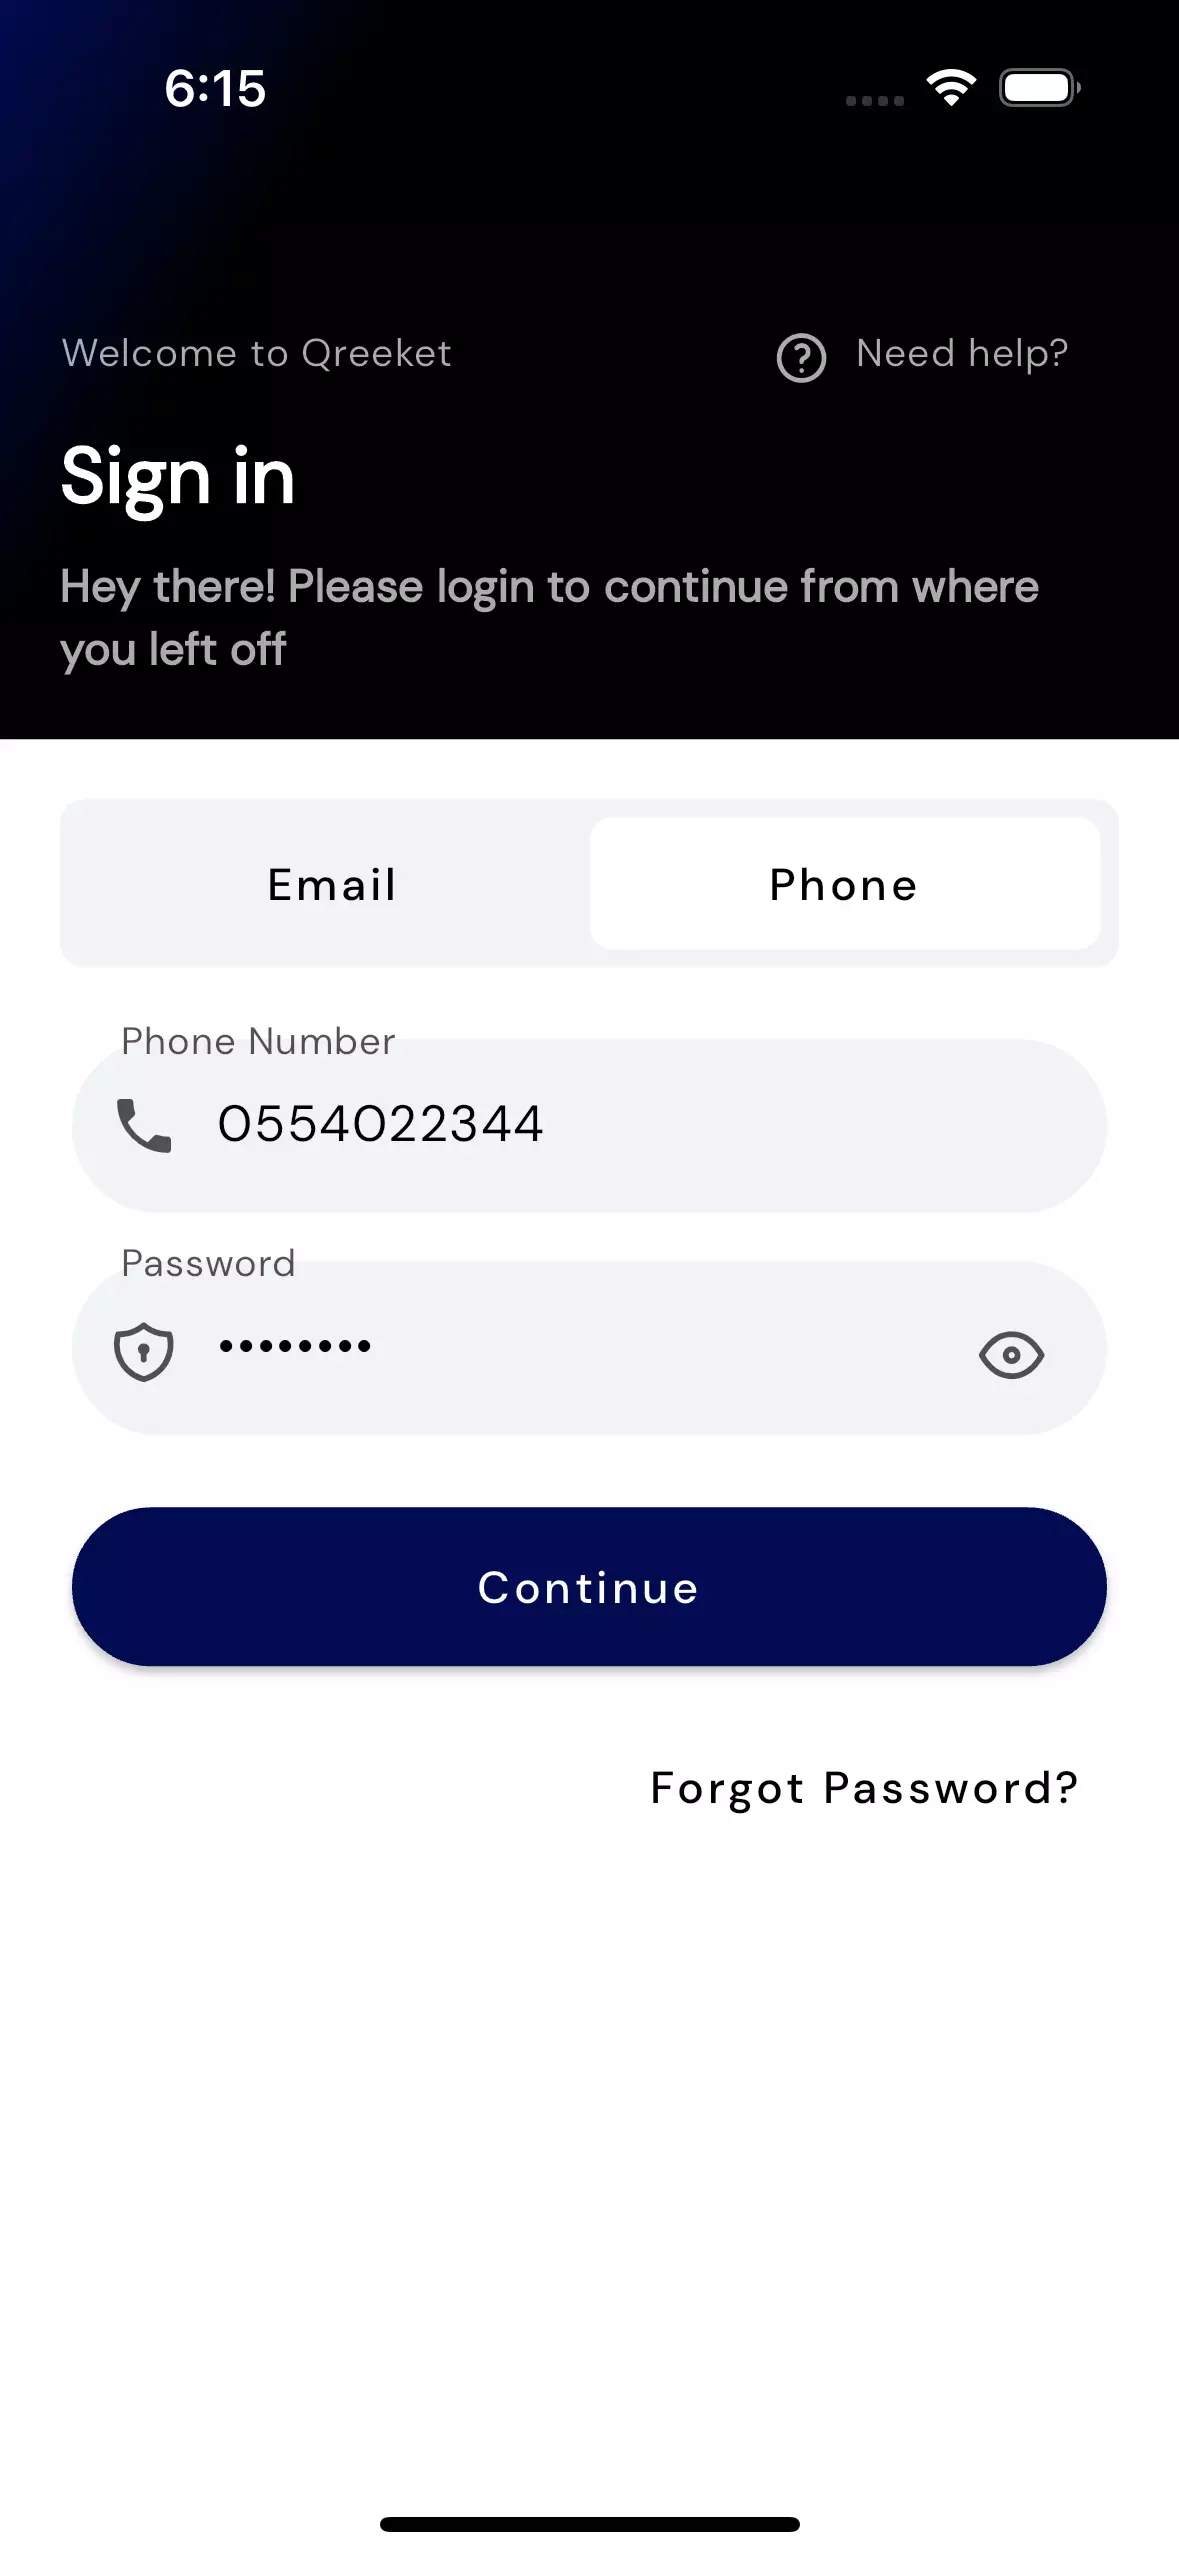 6:15
Welcome to Qreeket
Need help?
Sign in
Hey there! Please login to continue from where
you left off
Email
Phone
Phone Number
0554022344
Password
••••••••
Continue
Forgot Password?